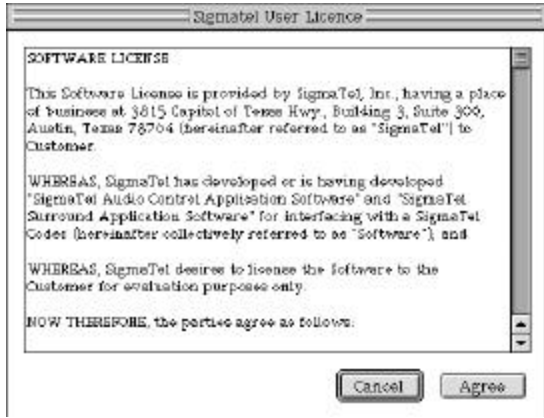 Sigmatel User Licence
SOFTWARE LICENSE
This Software License is provided by SigmaTel, Inc., having a place
of business at 3815 Capitol of Texas Hwy., Building 3, Suite 300,
Austin, Texas 78704 (hereinafter referred to as "SigmaTel") to
Customer.
WHEREAS, SigmaTel has developed or is having developed
"SigmaTel Audio Control Application Software" and "SigmaTel
Surround Application Software" for interfacing with a SigmaTel
Codec (hereinafter collectively referred to as "Software"), and
WHEREAS, SigmaTel desires to license the Software to the
Customer for evaluation purposes only.
NOW THEREFORE, the parties agree as follows:
Cancel
Agree